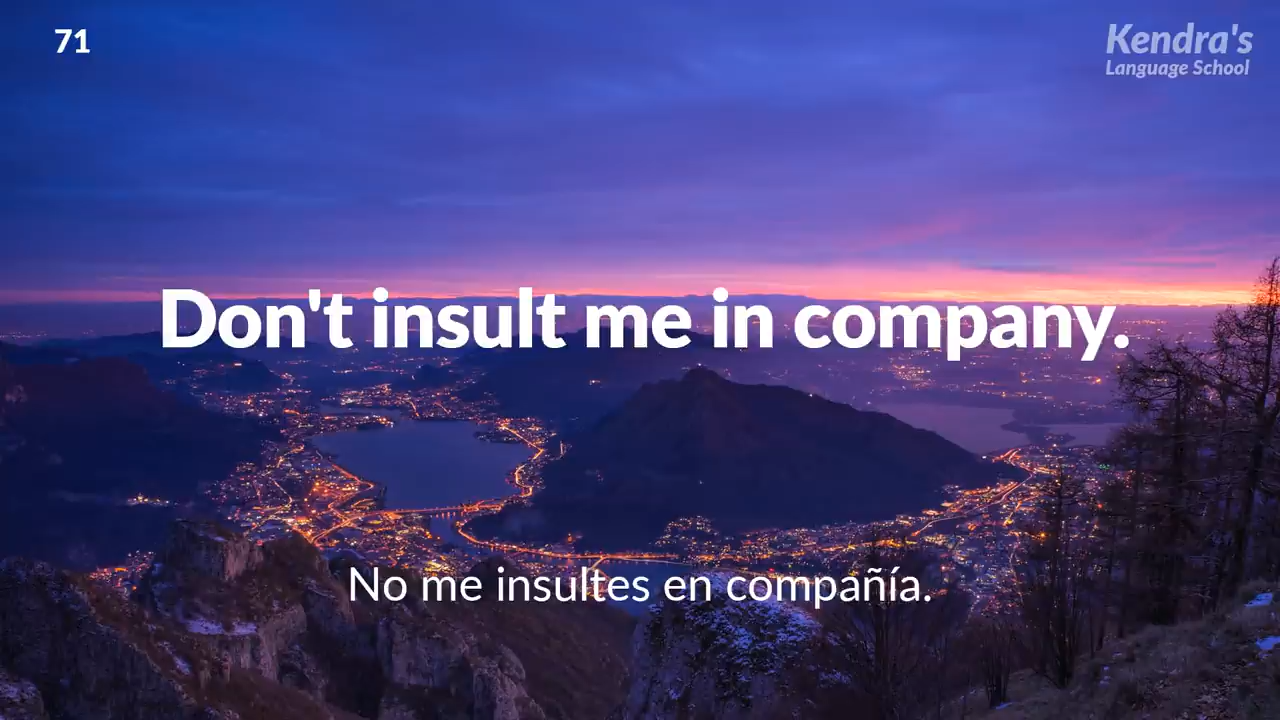 71
Kendra's
Language School
Don't insult me in company.
No me insultes en compañía.